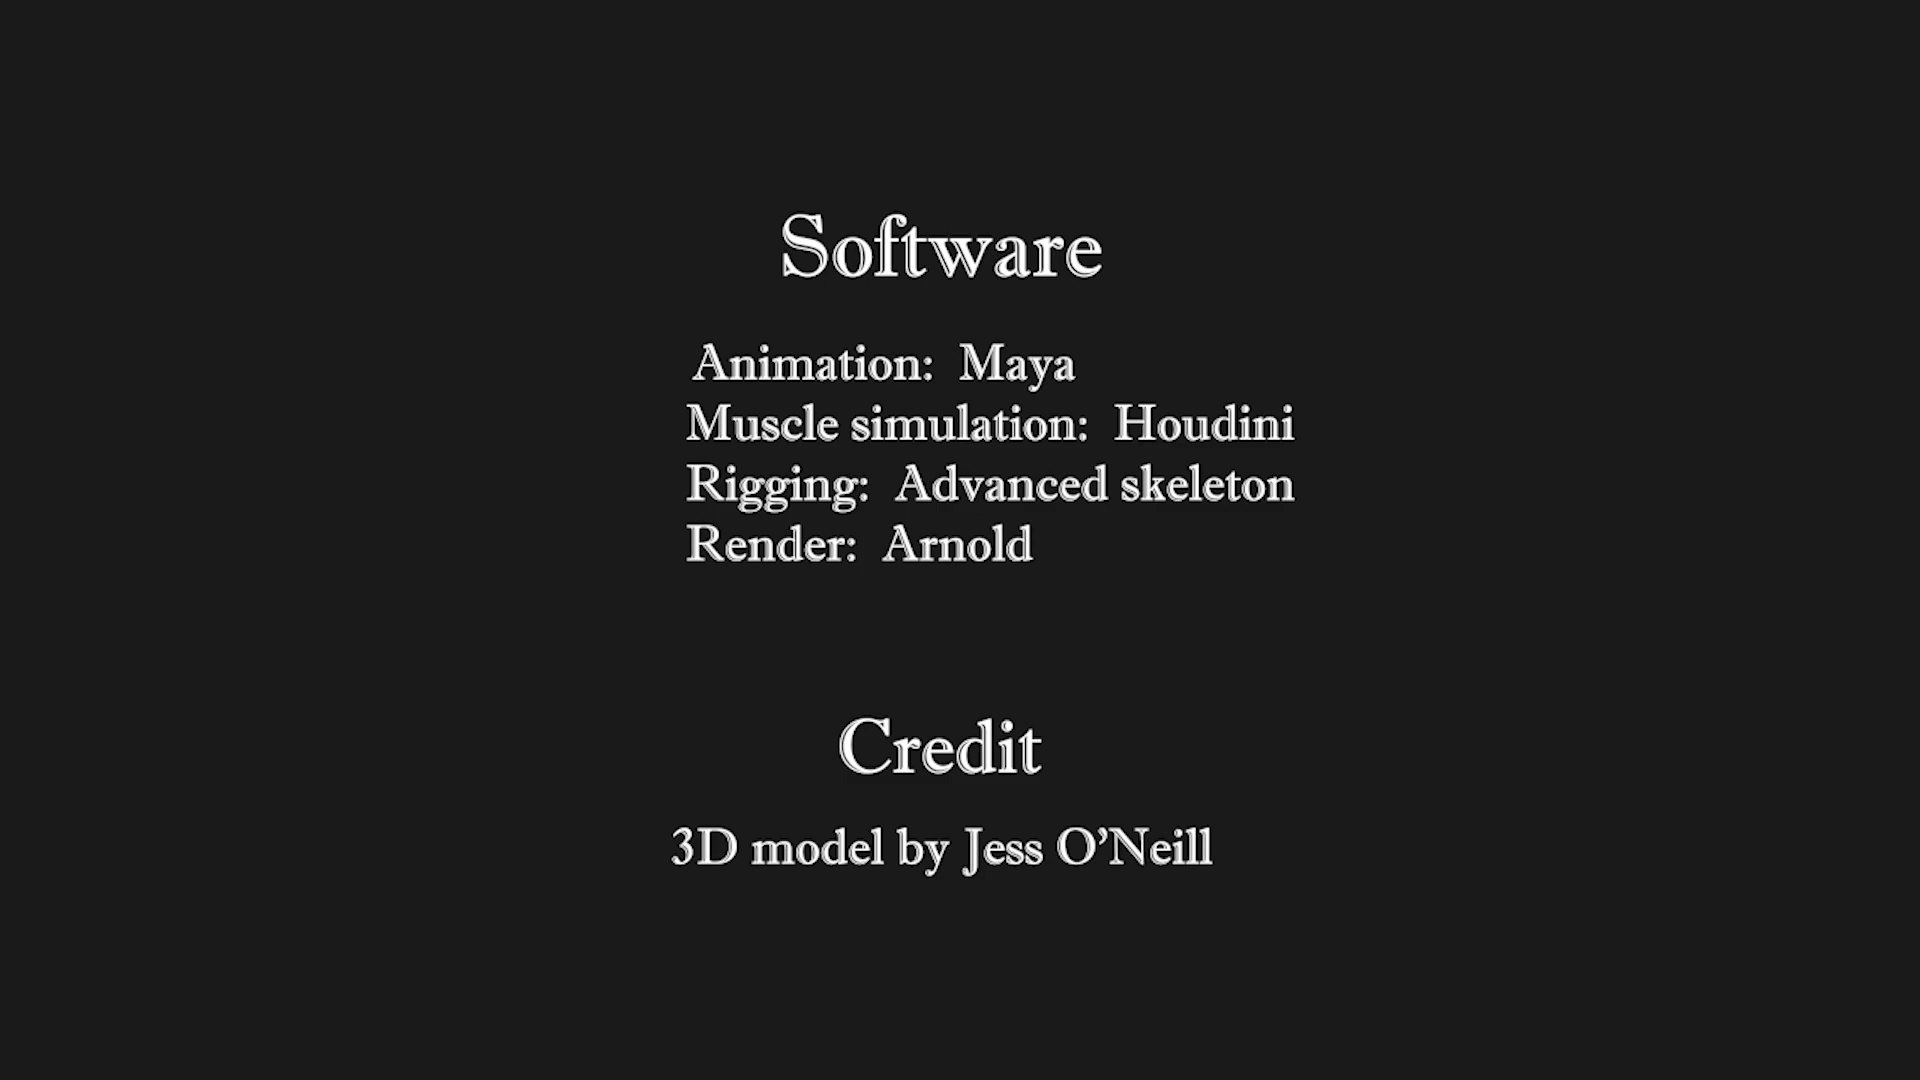 Software
Animation: Maya
Muscle simulation: Houdini
Rigging: Advanced skeleton
Render: Arnold
Credit
3D model by Jess O’Neill